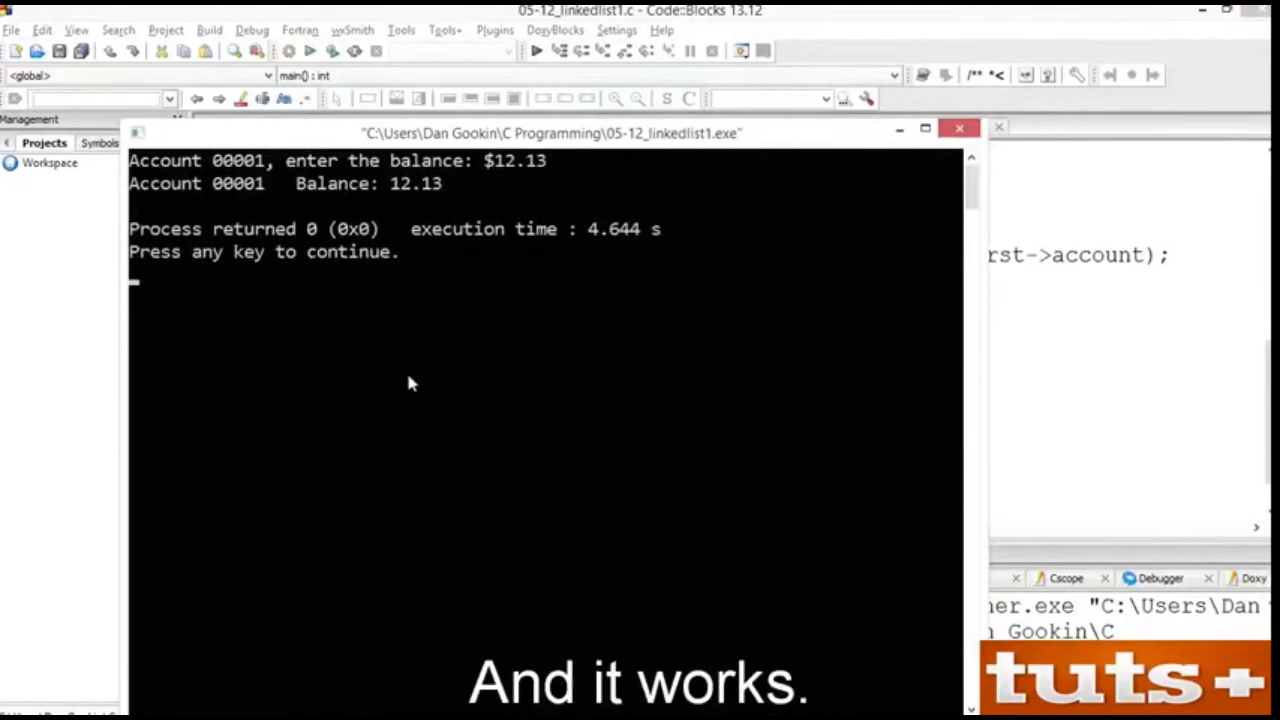 05-12_linkedlist1.c - Code::Blocks 13.12
File Edit View Search Project Build Debug Fortran wxSmith Tools Tools+ Plugins DoxyBlocks Settings Help
<global> main() : int /** *<
S C
Management
Projects Symbols
Workspace
"C:\Users\Dan Gookin\C Programming\05-12_linkedlist1.exe"
Account 00001, enter the balance: $12.13
Account 00001 Balance: 12.13
Process returned 0 (0x0) execution time : 4.644 s
Press any key to continue.
rst->account);
Cscope Debugger Doxy
her.exe "C:\Users\Dan
Gookin\C
And it works.
tuts+